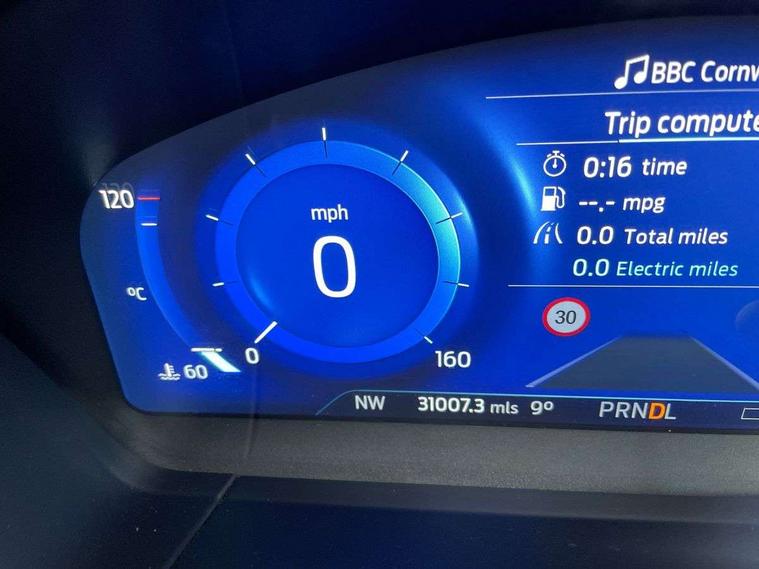 BBC Cornw
Trip compute
0:16 time
--.- mpg
0.0 Total miles
0.0 Electric miles
120
°C
60
mph
0
0
160
30
NW 31007.3 mls 9° PRNDL